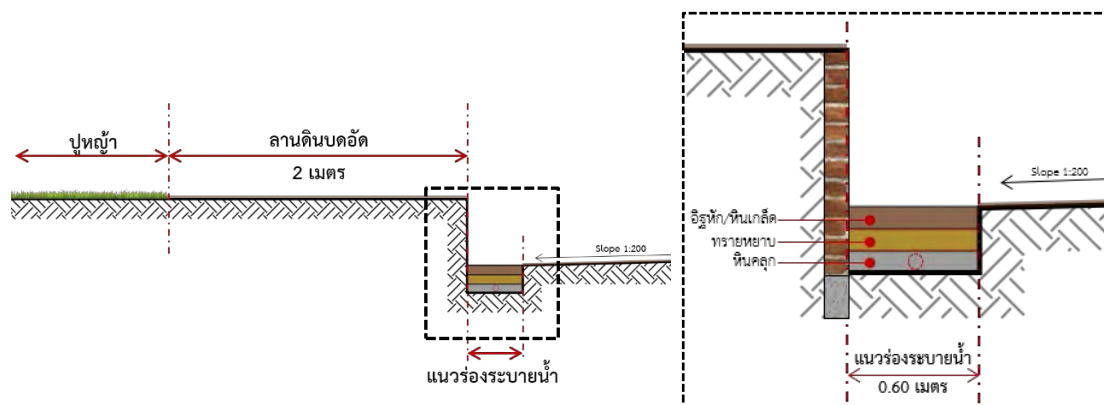 ปูหญ้า
ลานดินบดอัด
2 เมตร
Slope 1:200
แนวร่องระบายน้ำ
Slope 1:200
อิฐหัก/หินเกล็ด
ทรายหยาบ
หินคลุก
แนวร่องระบายน้ำ
0.60 เมตร